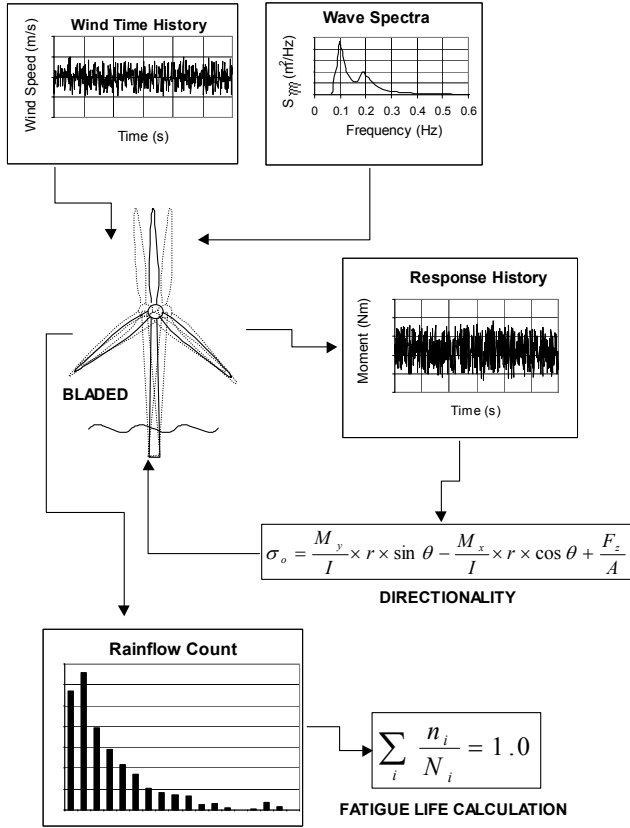 Wind Time History
Wind Speed (m/s)
Time (s)
Wave Spectra
S_ηη (m²/Hz)
0 0.1 0.2 0.3 0.4 0.5 0.6
Frequency (Hz)
Response History
Moment (Nm)
Time (s)
BLADED
σ_o = M_y/I × r × sin θ − M_x/I × r × cos θ + F_z/A
DIRECTIONALITY
Rainflow Count
∑_i n_i/N_i = 1.0
FATIGUE LIFE CALCULATION